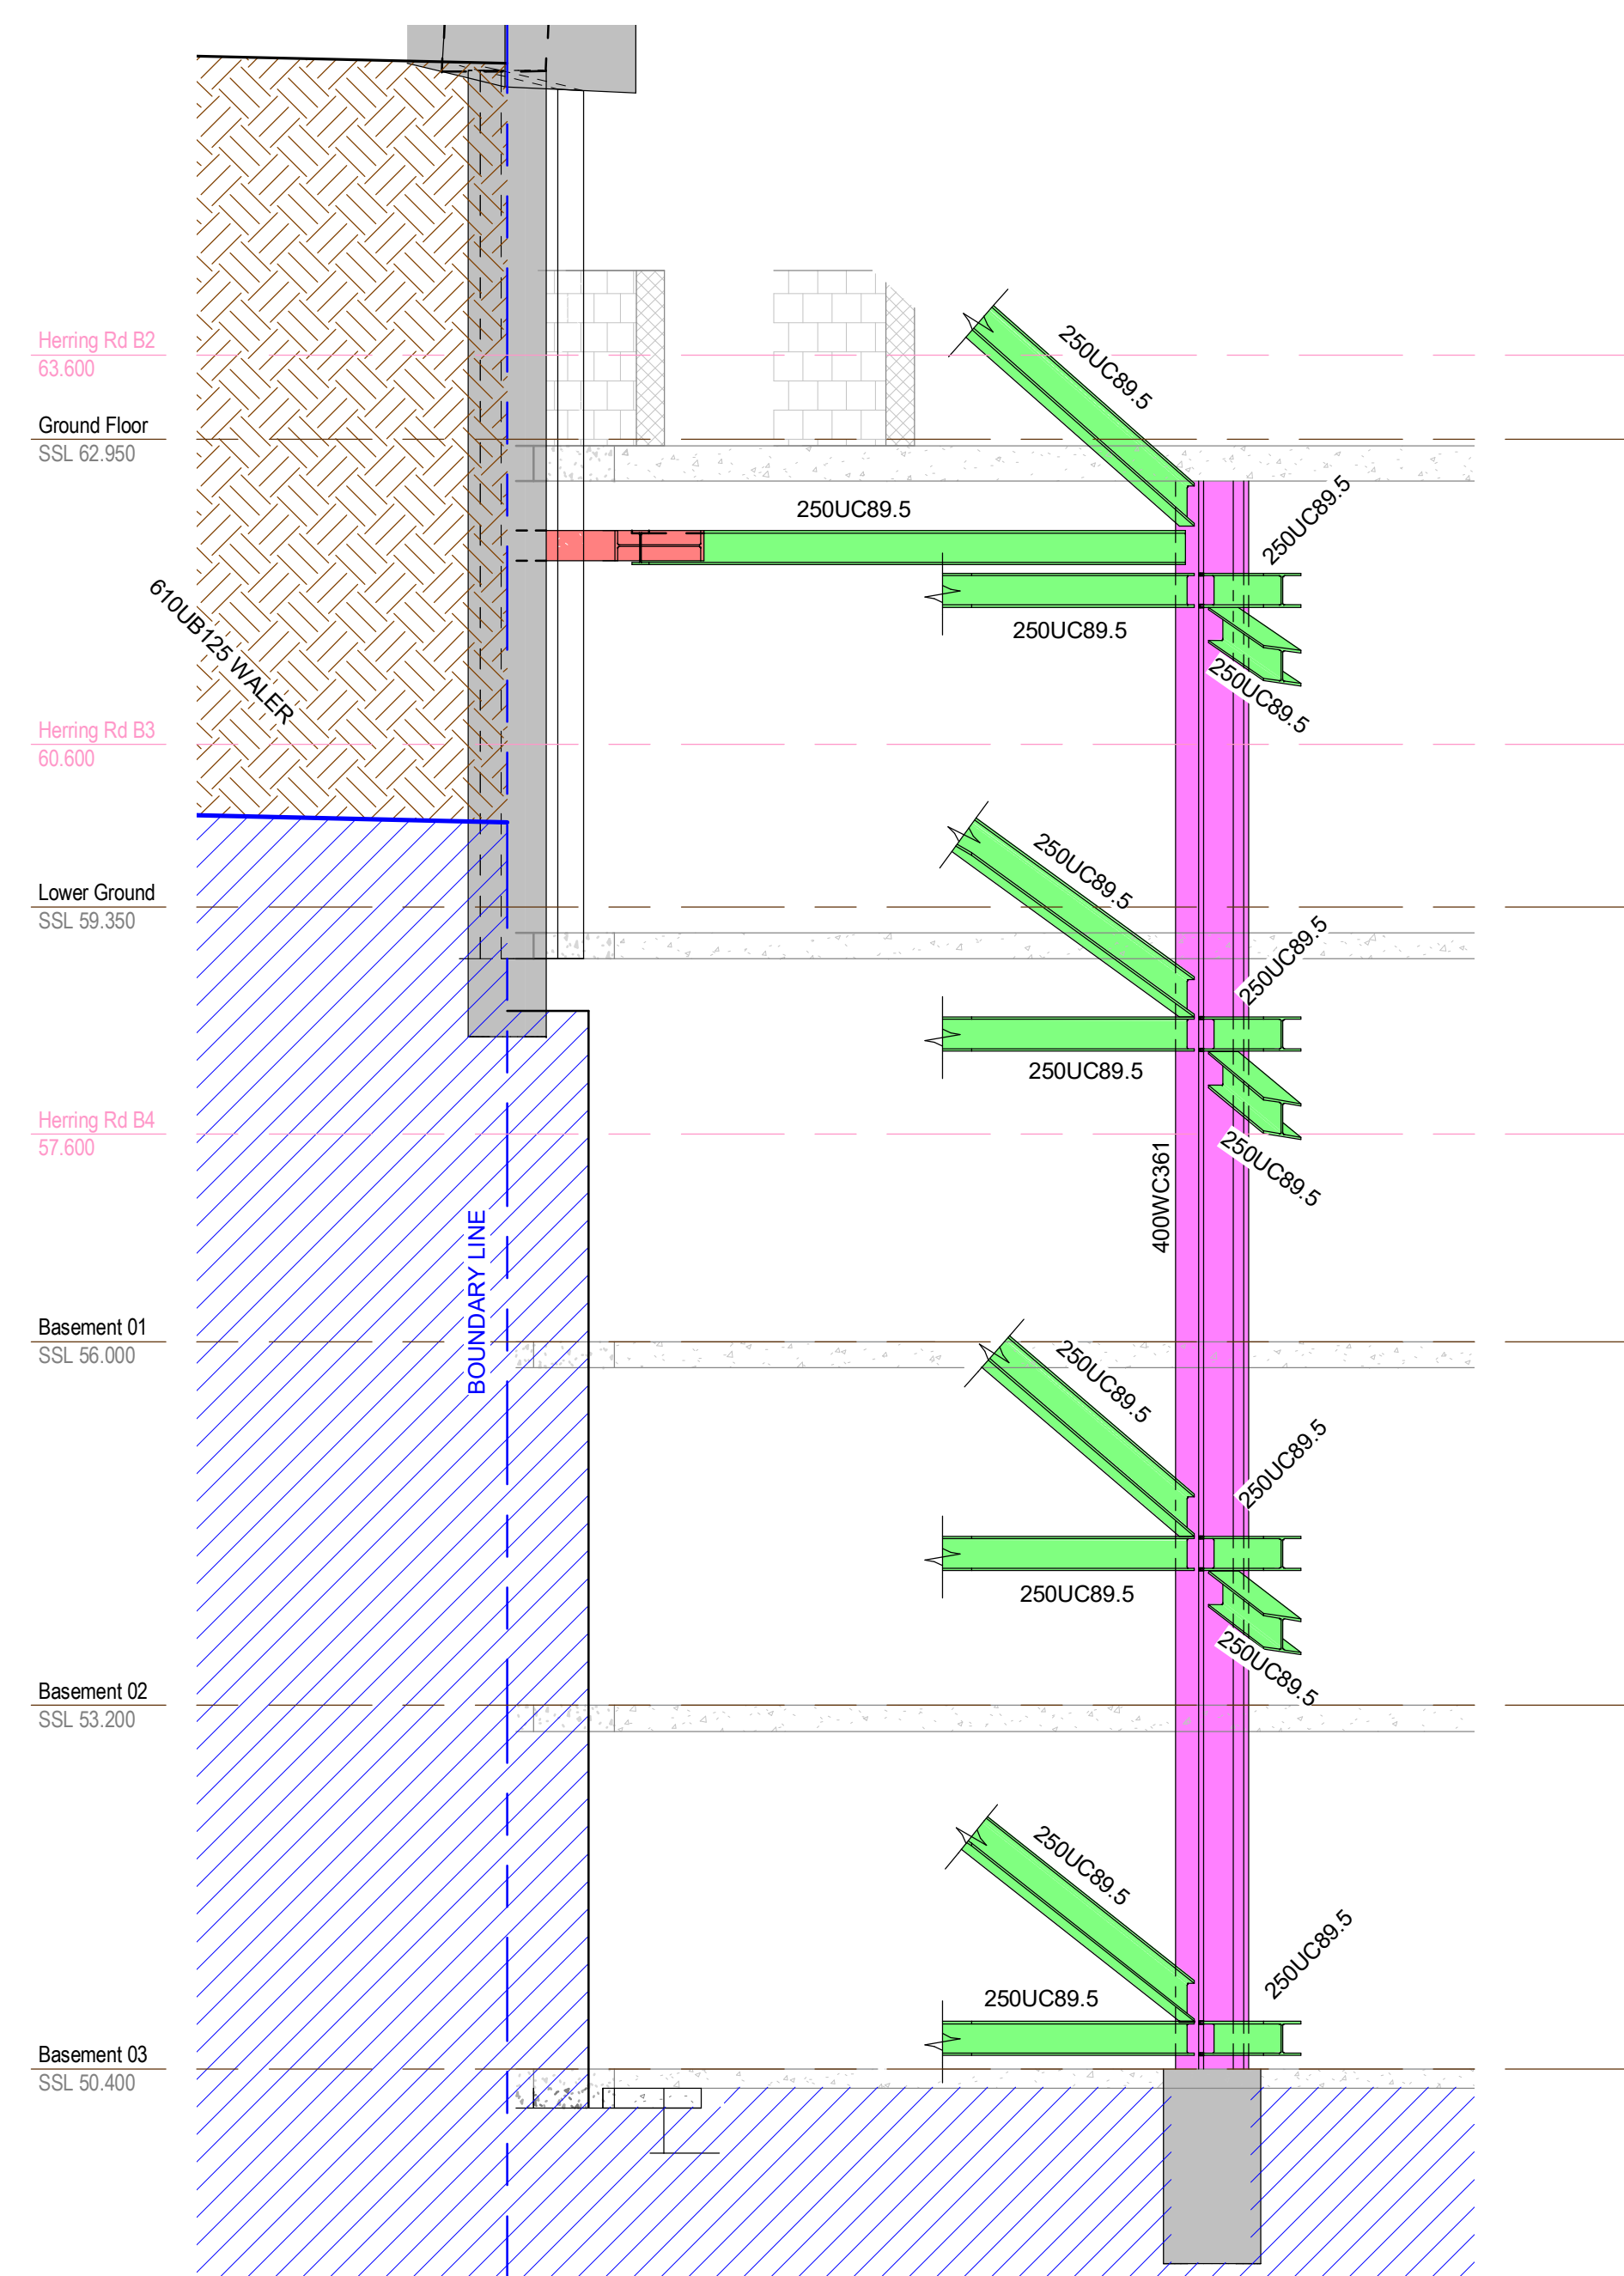 250UC89.5
Herring Rd B2
63.600
Ground Floor
SSL 62.950
250UC89.5
250UC89.5
250UC89.5
250UC89.5
610UB125 WALER
Herring Rd B3
60.600
250UC89.5
Lower Ground
SSL 59.350
250UC89.5
250UC89.5
Herring Rd B4
57.600
250UC89.5
400WC361
BOUNDARY LINE
Basement 01
SSL 56.000
250UC89.5
250UC89.5
250UC89.5
250UC89.5
Basement 02
SSL 53.200
250UC89.5
250UC89.5
250UC89.5
Basement 03
SSL 50.400